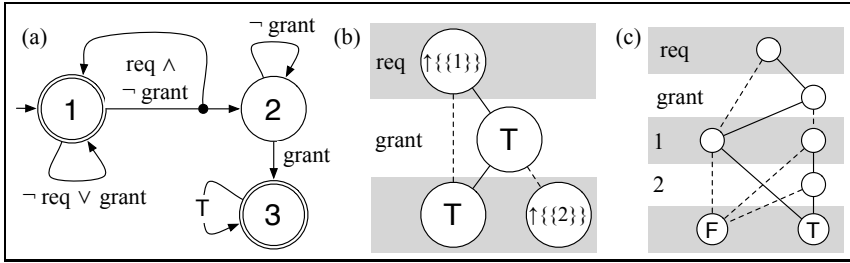 (a)
req ∧
¬ grant
¬ grant
1
2
grant
¬ req ∨ grant
T
3
(b)
req
↑{{1}}
grant
T
T
↑{{2}}
(c)
req
grant
1
2
F
T